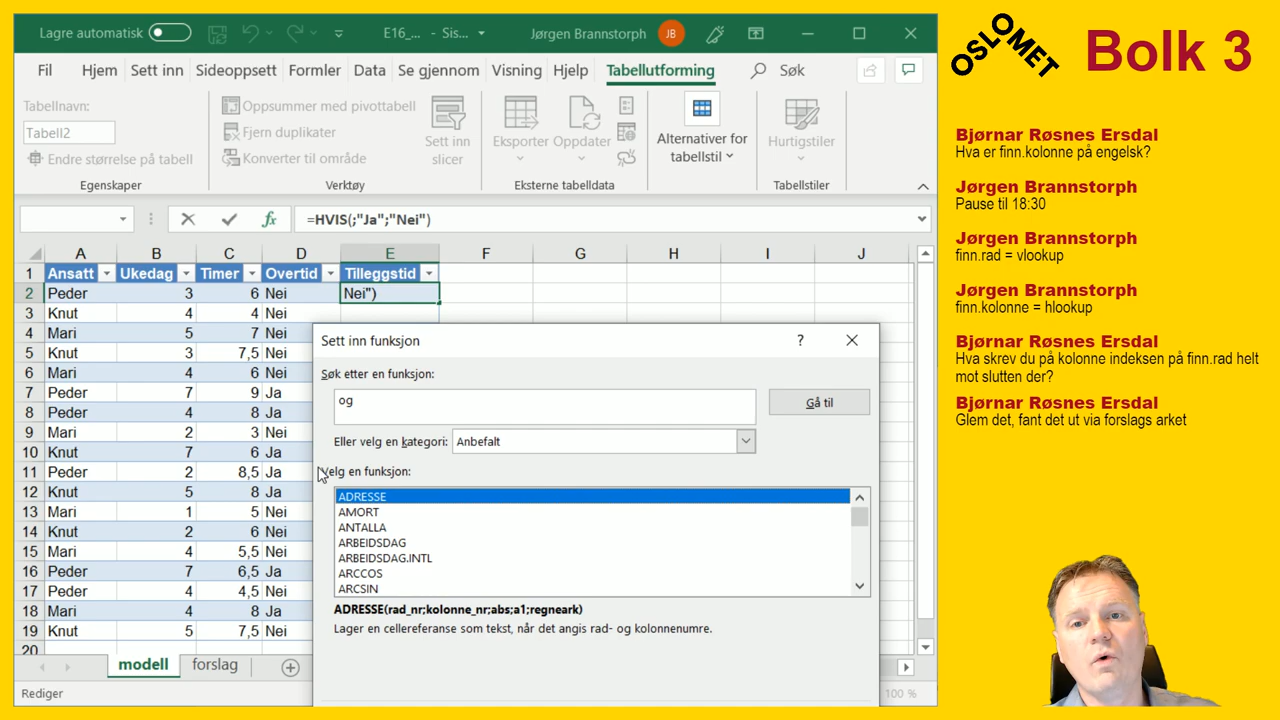 Lagre automatisk
E16_... - Sis...
Jørgen Brannstorph
JB
Fil
Hjem
Sett inn
Sideoppsett
Formler
Data
Se gjennom
Visning
Hjelp
Tabellutforming
Søk
Tabellnavn:
Tabell2
Endre størrelse på tabell
Egenskaper
Oppsummer med pivottabell
Fjern duplikater
Konverter til område
Sett inn
slicer
Verktøy
Eksporter
Oppdater
Eksterne tabelldata
Alternativer for
tabellstil
Hurtigstiler
Tabellstiler
fx
=HVIS(;"Ja";"Nei")
A B C D E F G H I J
1 Ansatt Ukedag Timer Overtid Tilleggstid
2 Peder 3 6 Nei Nei")
3 Knut 4 4 Nei
4 Mari 5 7 Nei
5 Knut 3 7,5 Nei
6 Mari 4 6 Nei
7 Peder 7 9 Ja
8 Peder 4 8 Ja
9 Mari 2 3 Nei
10 Knut 7 6 Ja
11 Peder 2 8,5 Ja
12 Knut 5 8 Ja
13 Mari 1 5 Nei
14 Knut 2 6 Nei
15 Mari 4 5,5 Nei
16 Peder 7 6,5 Ja
17 Peder 4 4,5 Nei
18 Mari 4 8 Ja
19 Knut 5 7,5 Nei
20
modell
forslag
Rediger
100 %
Sett inn funksjon
?
Søk etter en funksjon:
og
Gå til
Eller velg en kategori:
Anbefalt
Velg en funksjon:
ADRESSE
AMORT
ANTALLA
ARBEIDSDAG
ARBEIDSDAG.INTL
ARCCOS
ARCSIN
ADRESSE(rad_nr;kolonne_nr;abs;a1;regneark)
Lager en cellereferanse som tekst, når det angis rad- og kolonnenumre.
OSLOMET
Bolk 3
Bjørnar Røsnes Ersdal
Hva er finn.kolonne på engelsk?
Jørgen Brannstorph
Pause til 18:30
Jørgen Brannstorph
finn.rad = vlookup
Jørgen Brannstorph
finn.kolonne = hlookup
Bjørnar Røsnes Ersdal
Hva skrev du på kolonne indeksen på finn.rad helt
mot slutten der?
Bjørnar Røsnes Ersdal
Glem det, fant det ut via forslags arket